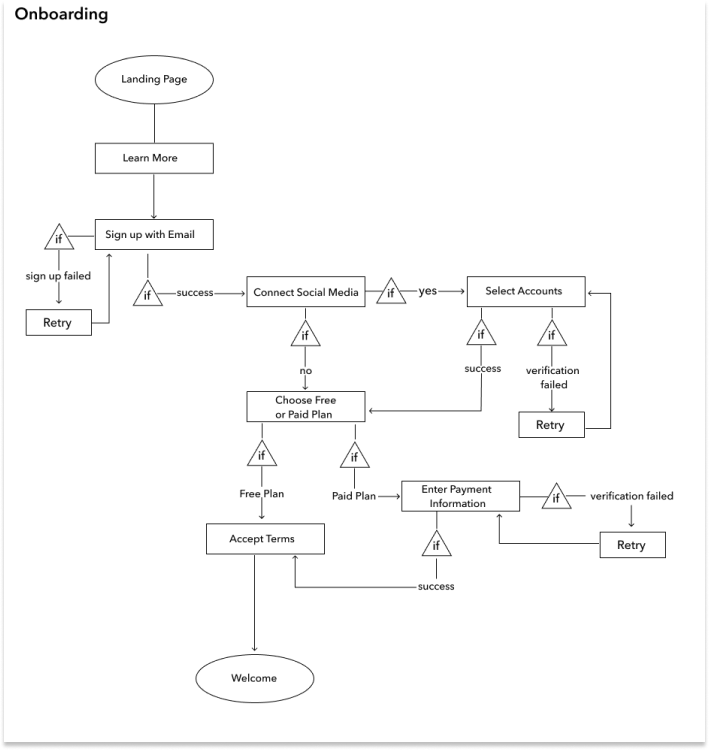 Onboarding
Landing Page
Learn More
Sign up with Email
if
sign up failed
Retry
if
success
Connect Social Media
if
yes
Select Accounts
if
no
if
success
if
verification
failed
Retry
Choose Free
or Paid Plan
if
Free Plan
if
Paid Plan
Enter Payment
Information
if
verification failed
Retry
if
success
Accept Terms
Welcome